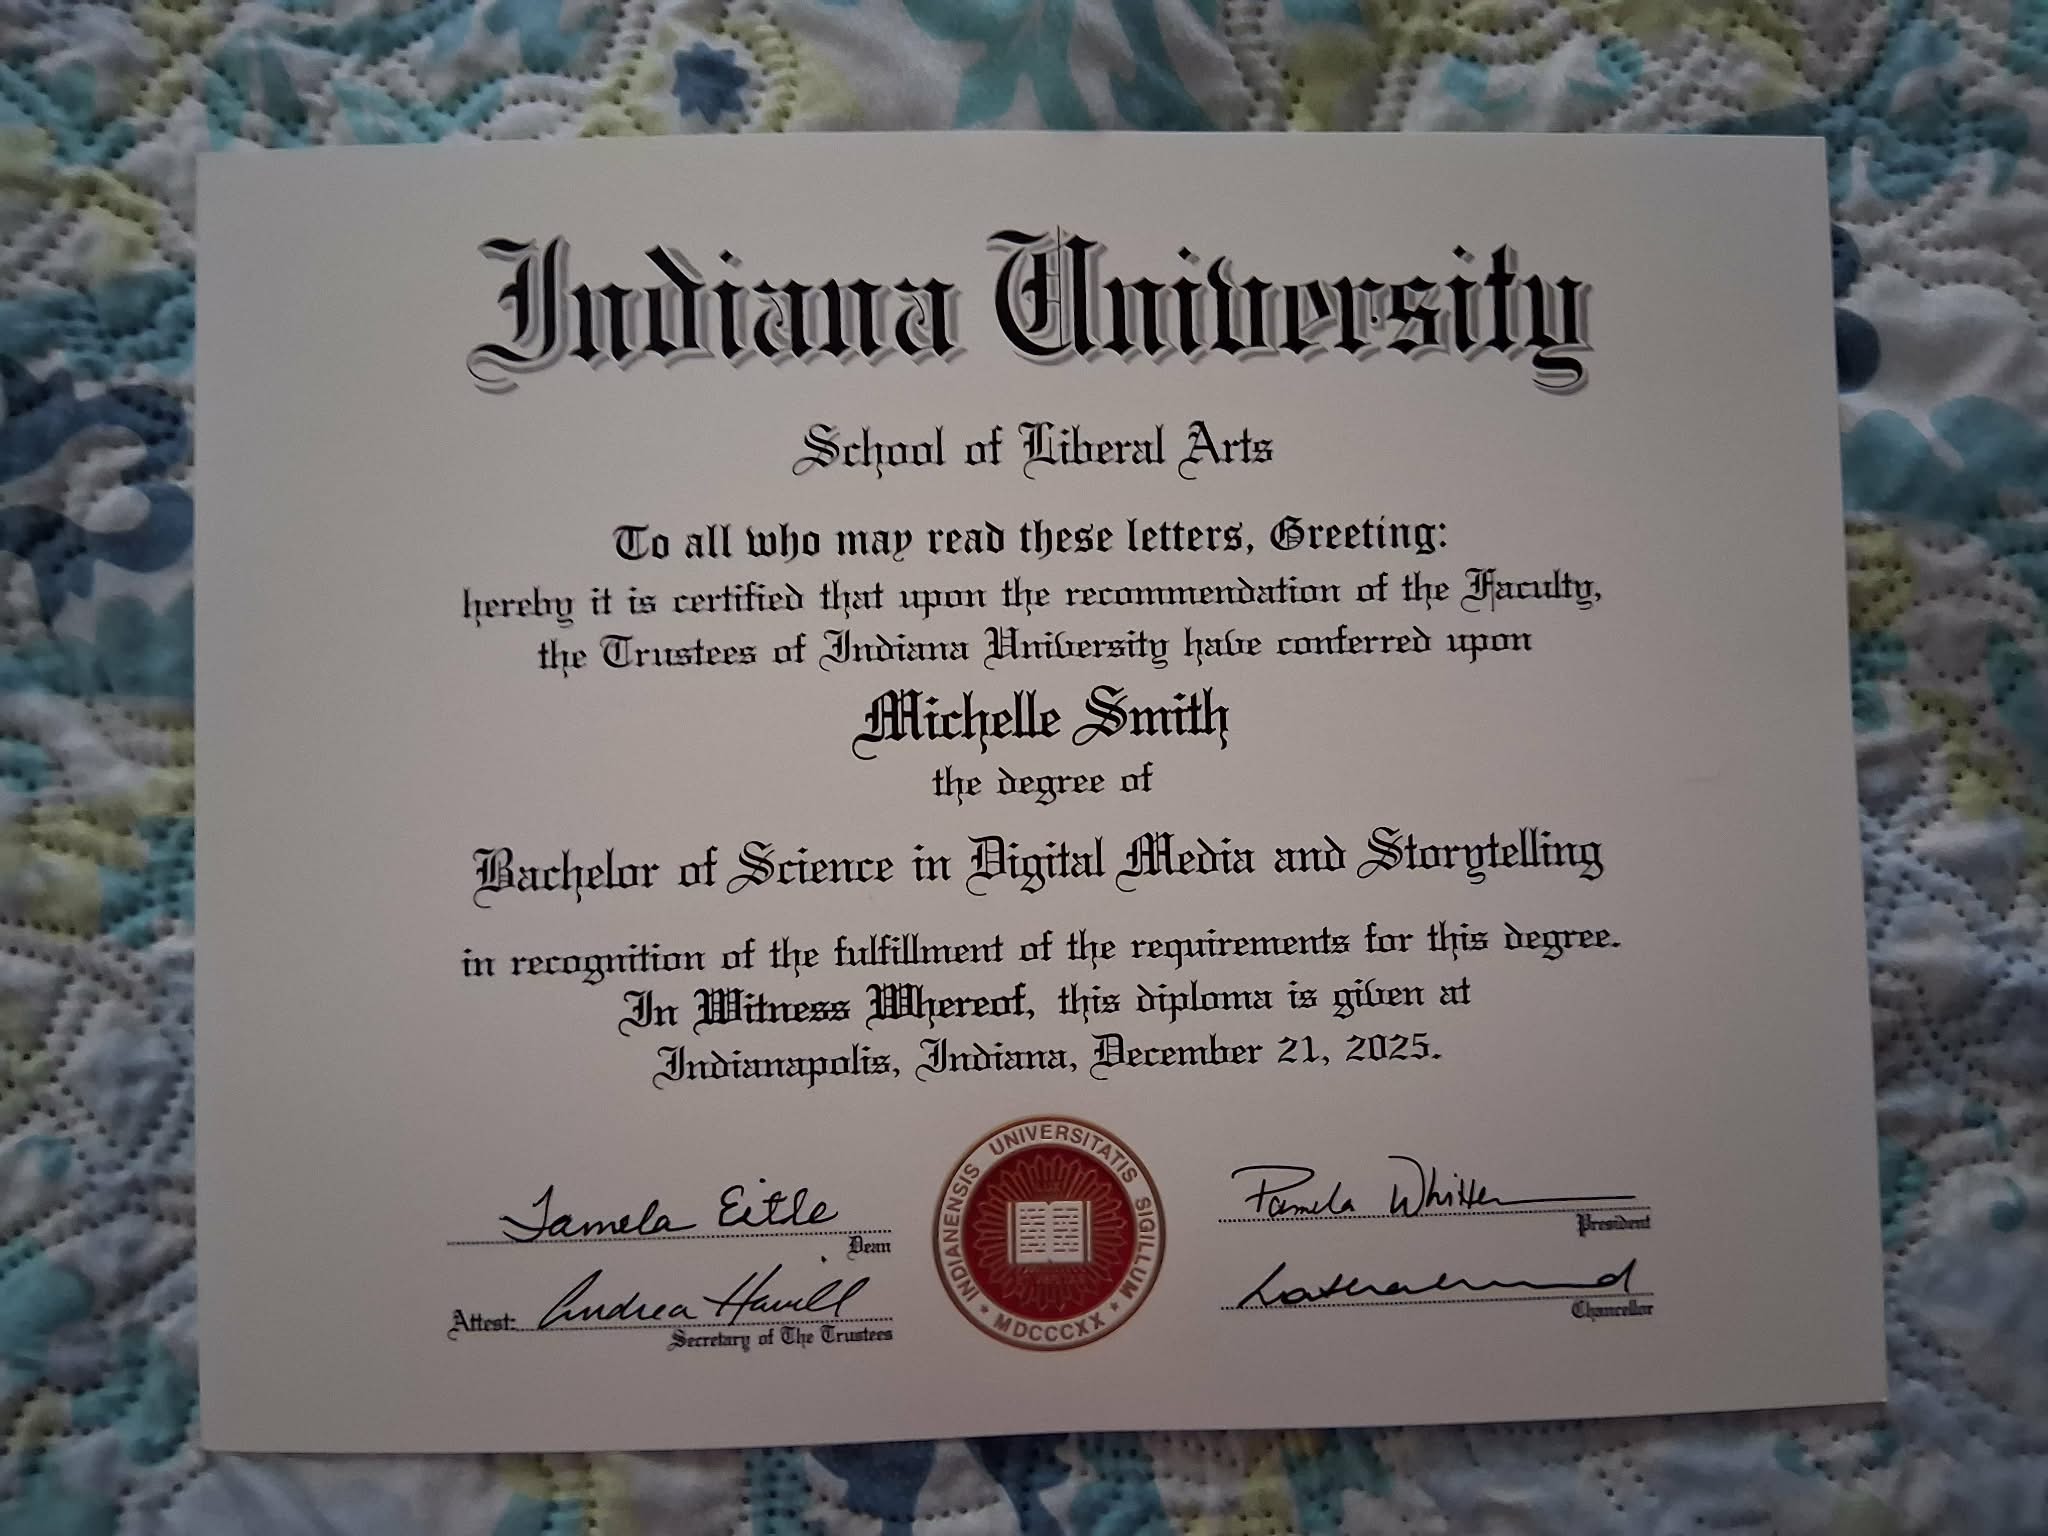 Indiana University
School of Liberal Arts
To all who may read these letters, Greeting:
hereby it is certified that upon the recommendation of the Faculty,
the Trustees of Indiana University have conferred upon
Michelle Smith
the degree of
Bachelor of Science in Digital Media and Storytelling
in recognition of the fulfillment of the requirements for this degree.
In Witness Whereof, this diploma is given at
Indianapolis, Indiana, December 21, 2025.
Tamela Eitle
Dean
Attest: Andrea Havill
Secretary of The Trustees
INDIANENSIS UNIVERSITATIS SIGILLUM
MDCCCXX
Pamela Whitten
President
Chancellor